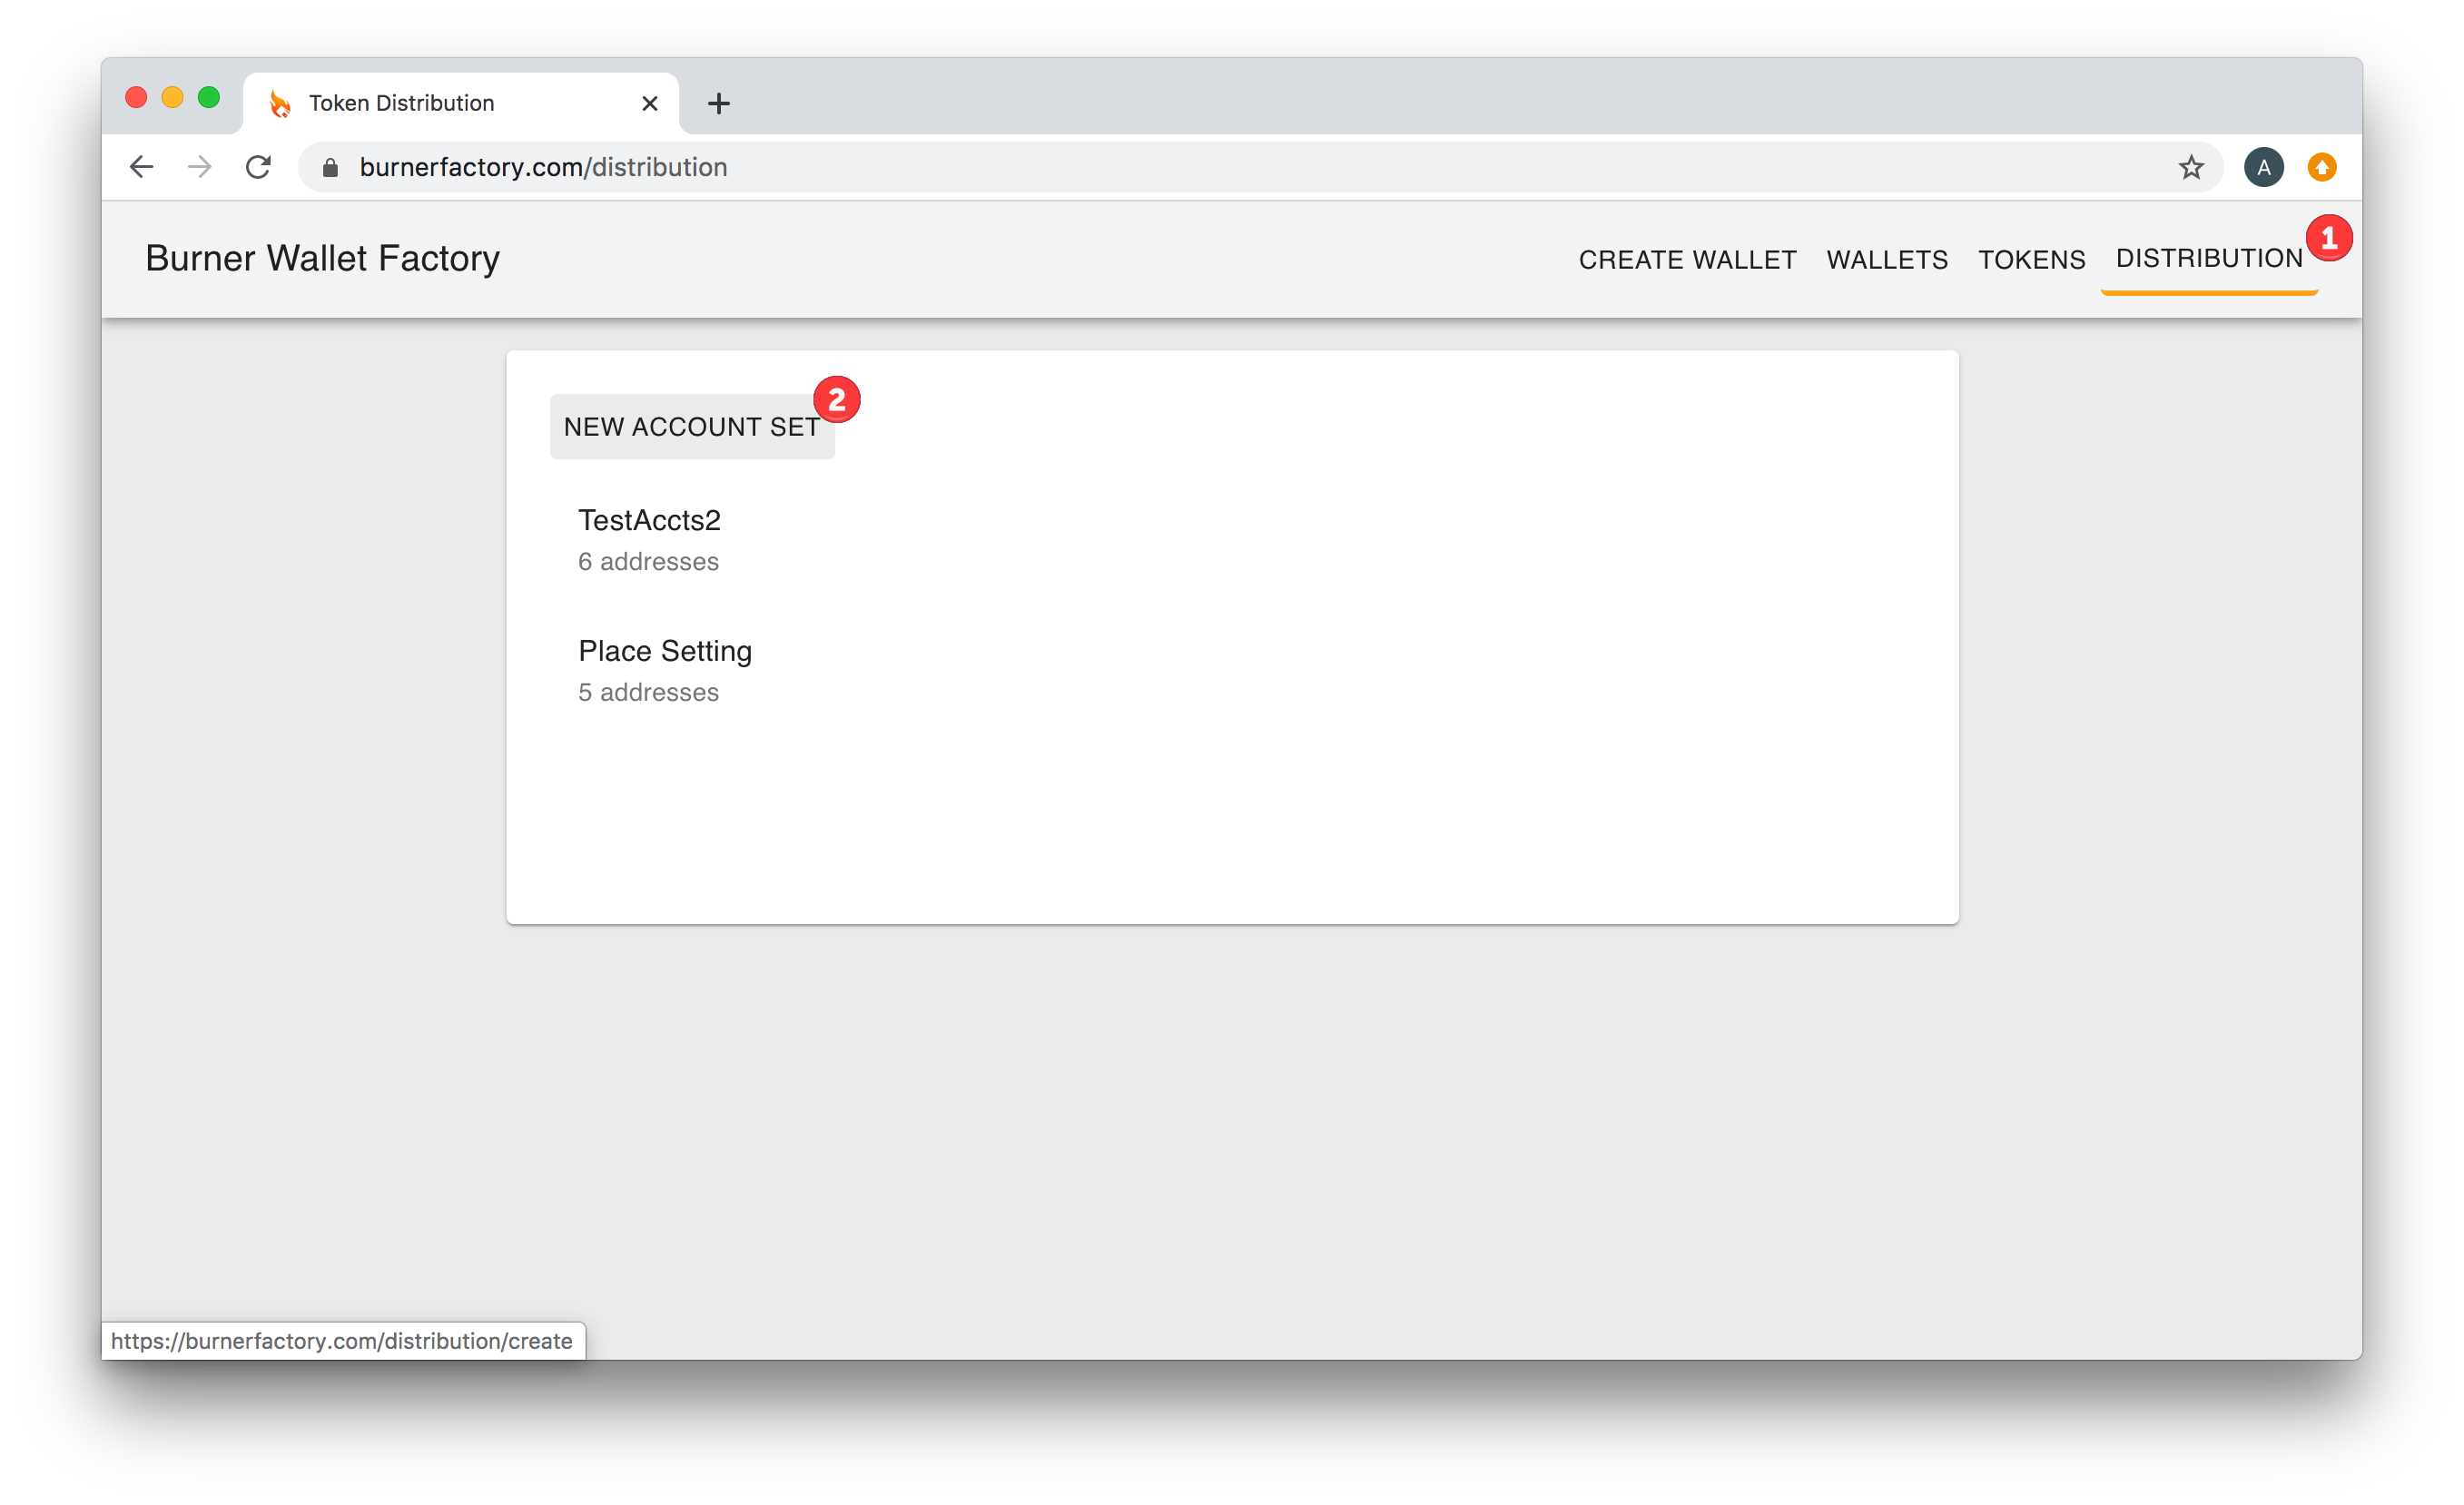 Token Distribution
burnerfactory.com/distribution
A
Burner Wallet Factory
CREATE WALLET WALLETS TOKENS DISTRIBUTION 1
NEW ACCOUNT SET 2
TestAccts2
6 addresses
Place Setting
5 addresses
https://burnerfactory.com/distribution/create